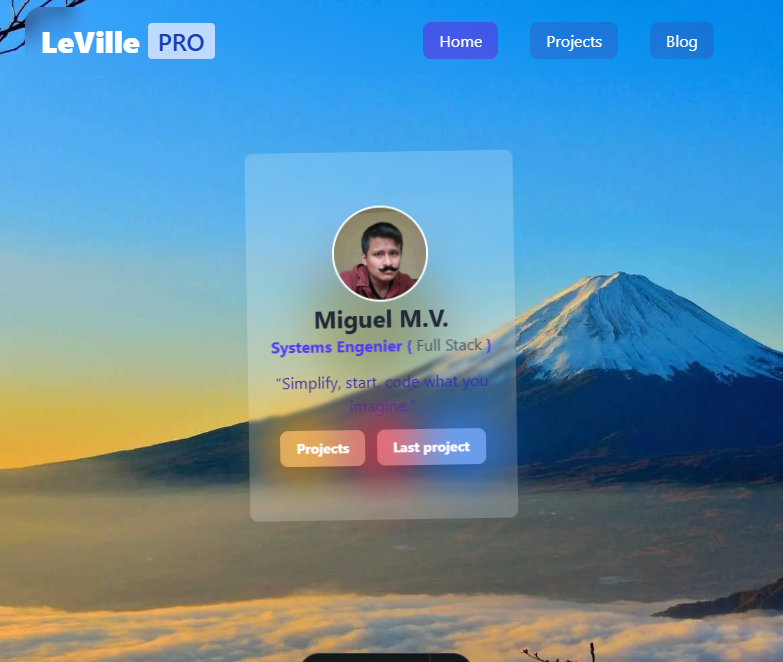 LeVille PRO
Home Projects Blog
Miguel M.V.
Systems Engenier { Full Stack }
"Simplify, start, code what you
imagine."
Projects Last project